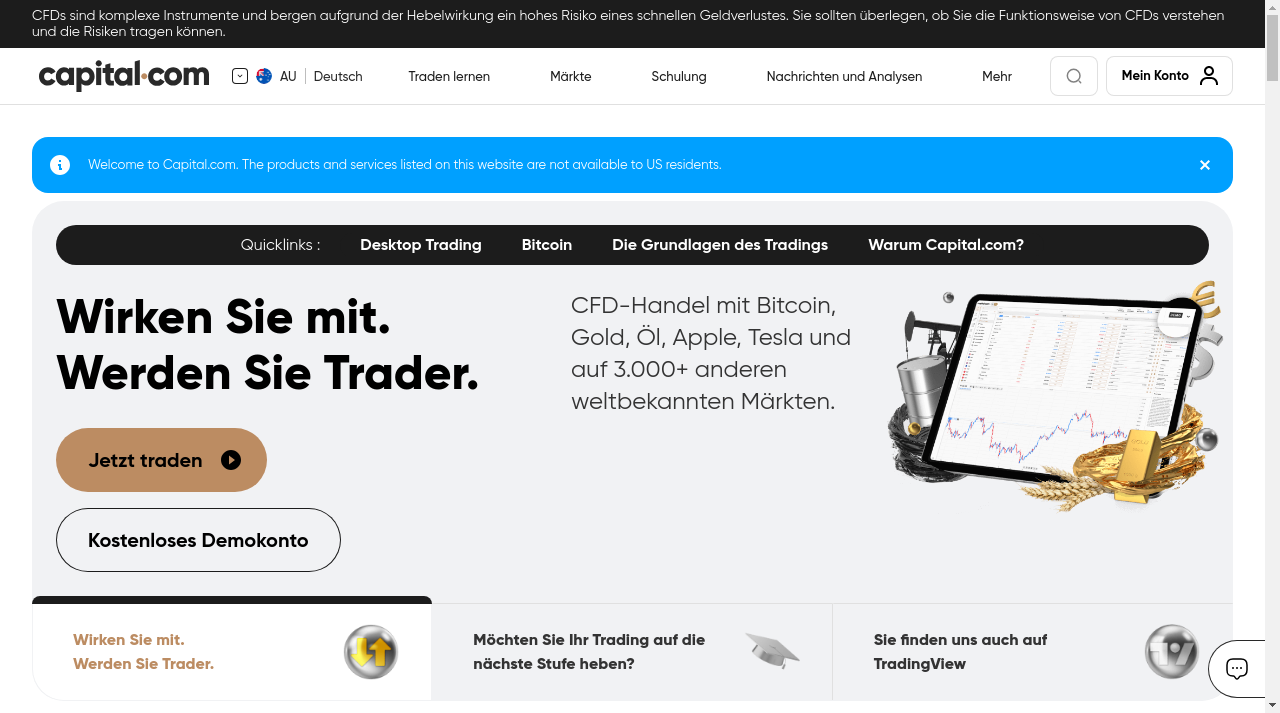 CFDs sind komplexe Instrumente und bergen aufgrund der Hebelwirkung ein hohes Risiko eines schnellen Geldverlustes. Sie sollten überlegen, ob Sie die Funktionsweise von CFDs verstehen
und die Risiken tragen können.
capital.com
AU
Deutsch
Traden lernen
Märkte
Schulung
Nachrichten und Analysen
Mehr
Mein Konto
Welcome to Capital.com. The products and services listed on this website are not available to US residents.
Quicklinks :
Desktop Trading
Bitcoin
Die Grundlagen des Tradings
Warum Capital.com?
Wirken Sie mit.
Werden Sie Trader.
CFD-Handel mit Bitcoin,
Gold, Öl, Apple, Tesla und
auf 3.000+ anderen
weltbekannten Märkten.
Jetzt traden
Kostenloses Demokonto
Wirken Sie mit.
Werden Sie Trader.
Möchten Sie Ihr Trading auf die
nächste Stufe heben?
Sie finden uns auch auf
TradingView